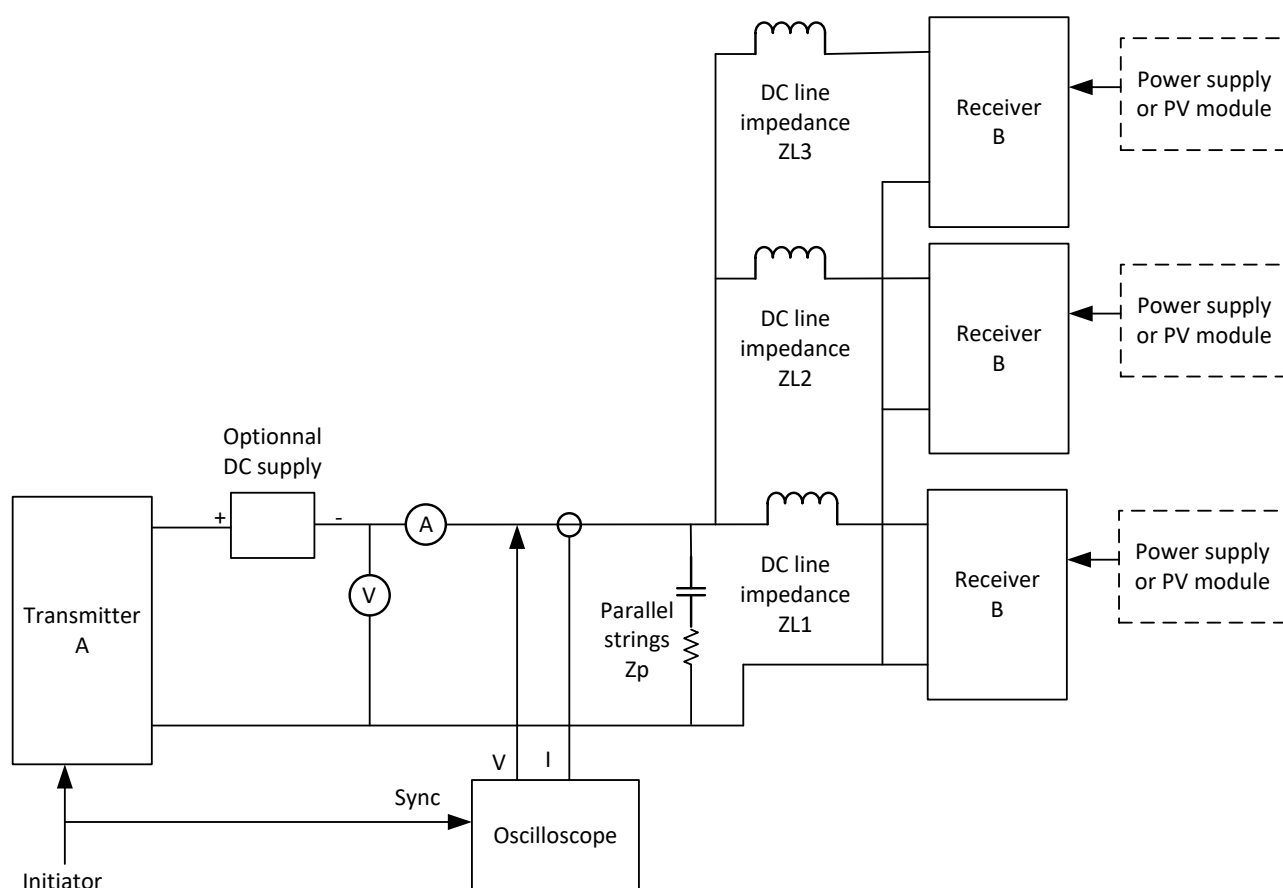 DC line
impedance
ZL3
Receiver
B
Power supply
or PV module
DC line
impedance
ZL2
Receiver
B
Power supply
or PV module
Optionnal
DC supply
+
-
A
V
Transmitter
A
Parallel
strings
Zp
DC line
impedance
ZL1
Receiver
B
Power supply
or PV module
V
I
Sync
Oscilloscope
Initiator